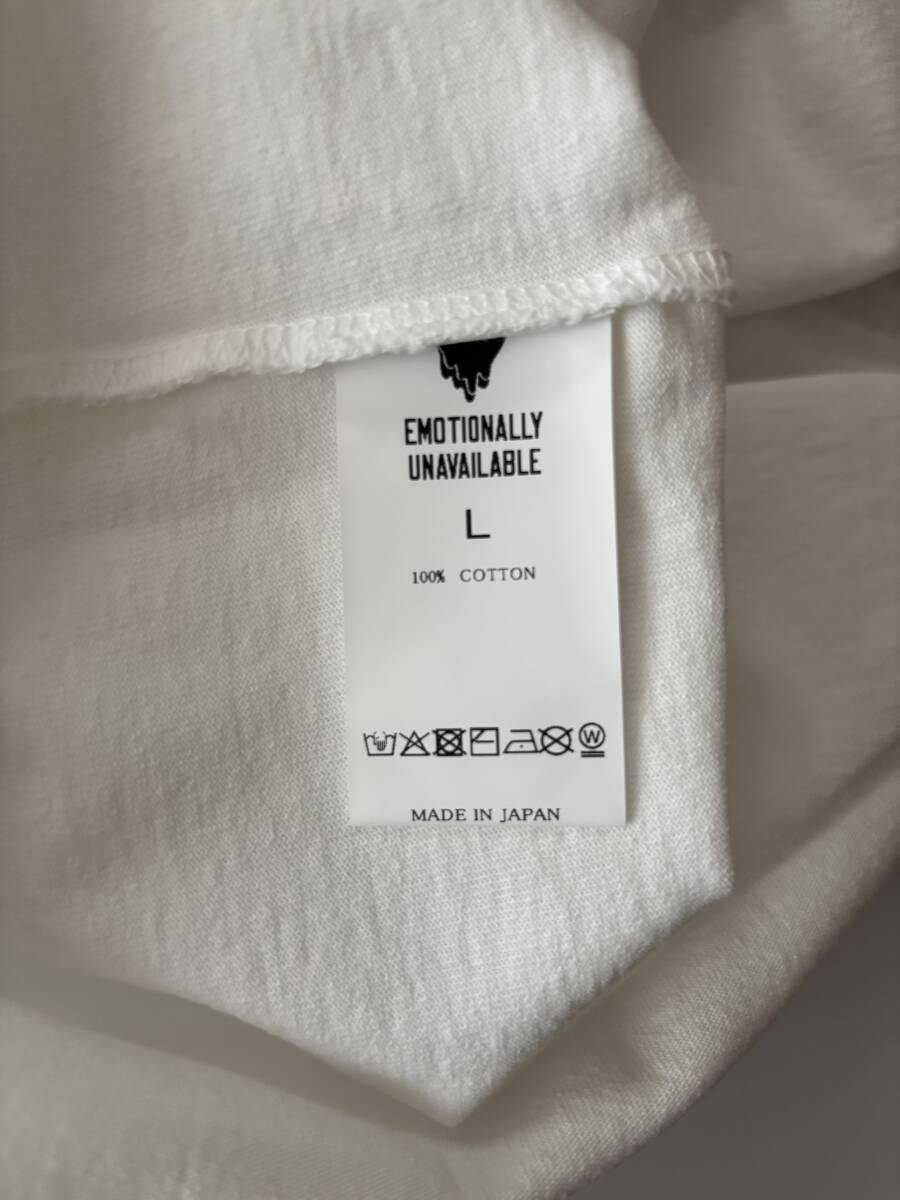 EMOTIONALLY
UNAVAILABLE
L
100% COTTON
W
MADE IN JAPAN